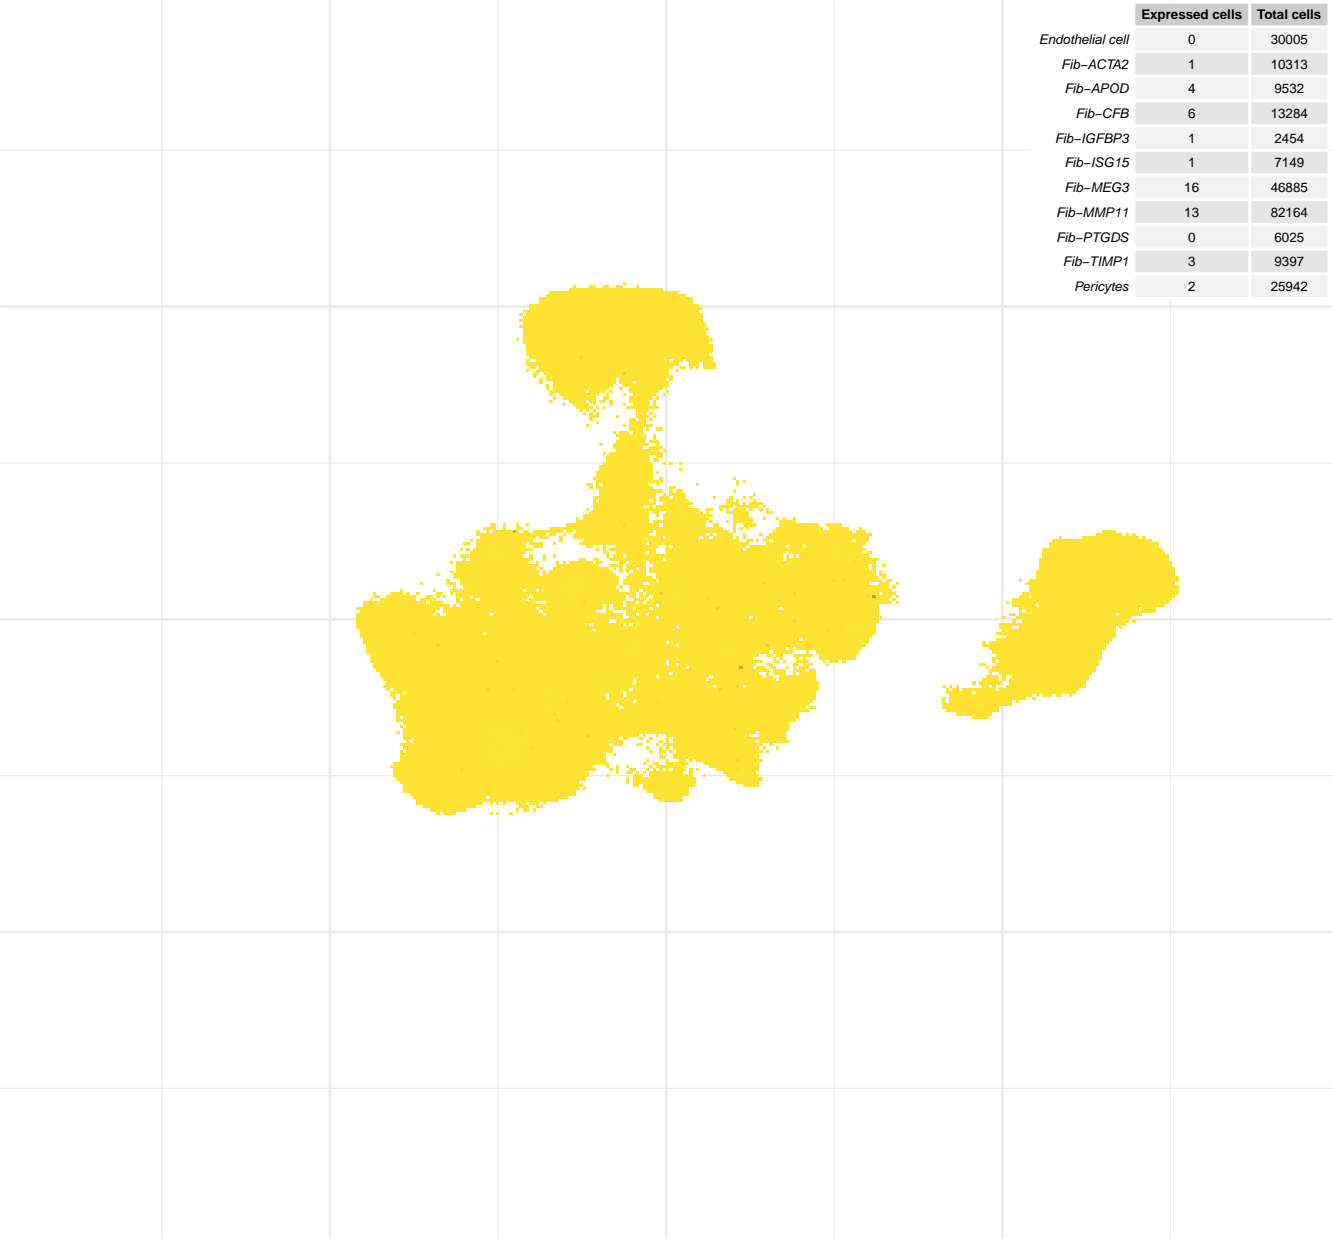 Expressed cells Total cells
Endothelial cell 0 30005
Fib−ACTA2 1 10313
Fib−APOD 4 9532
Fib−CFB 6 13284
Fib−IGFBP3 1 2454
Fib−ISG15 1 7149
Fib−MEG3 16 46885
Fib−MMP11 13 82164
Fib−PTGDS 0 6025
Fib−TIMP1 3 9397
Pericytes 2 25942